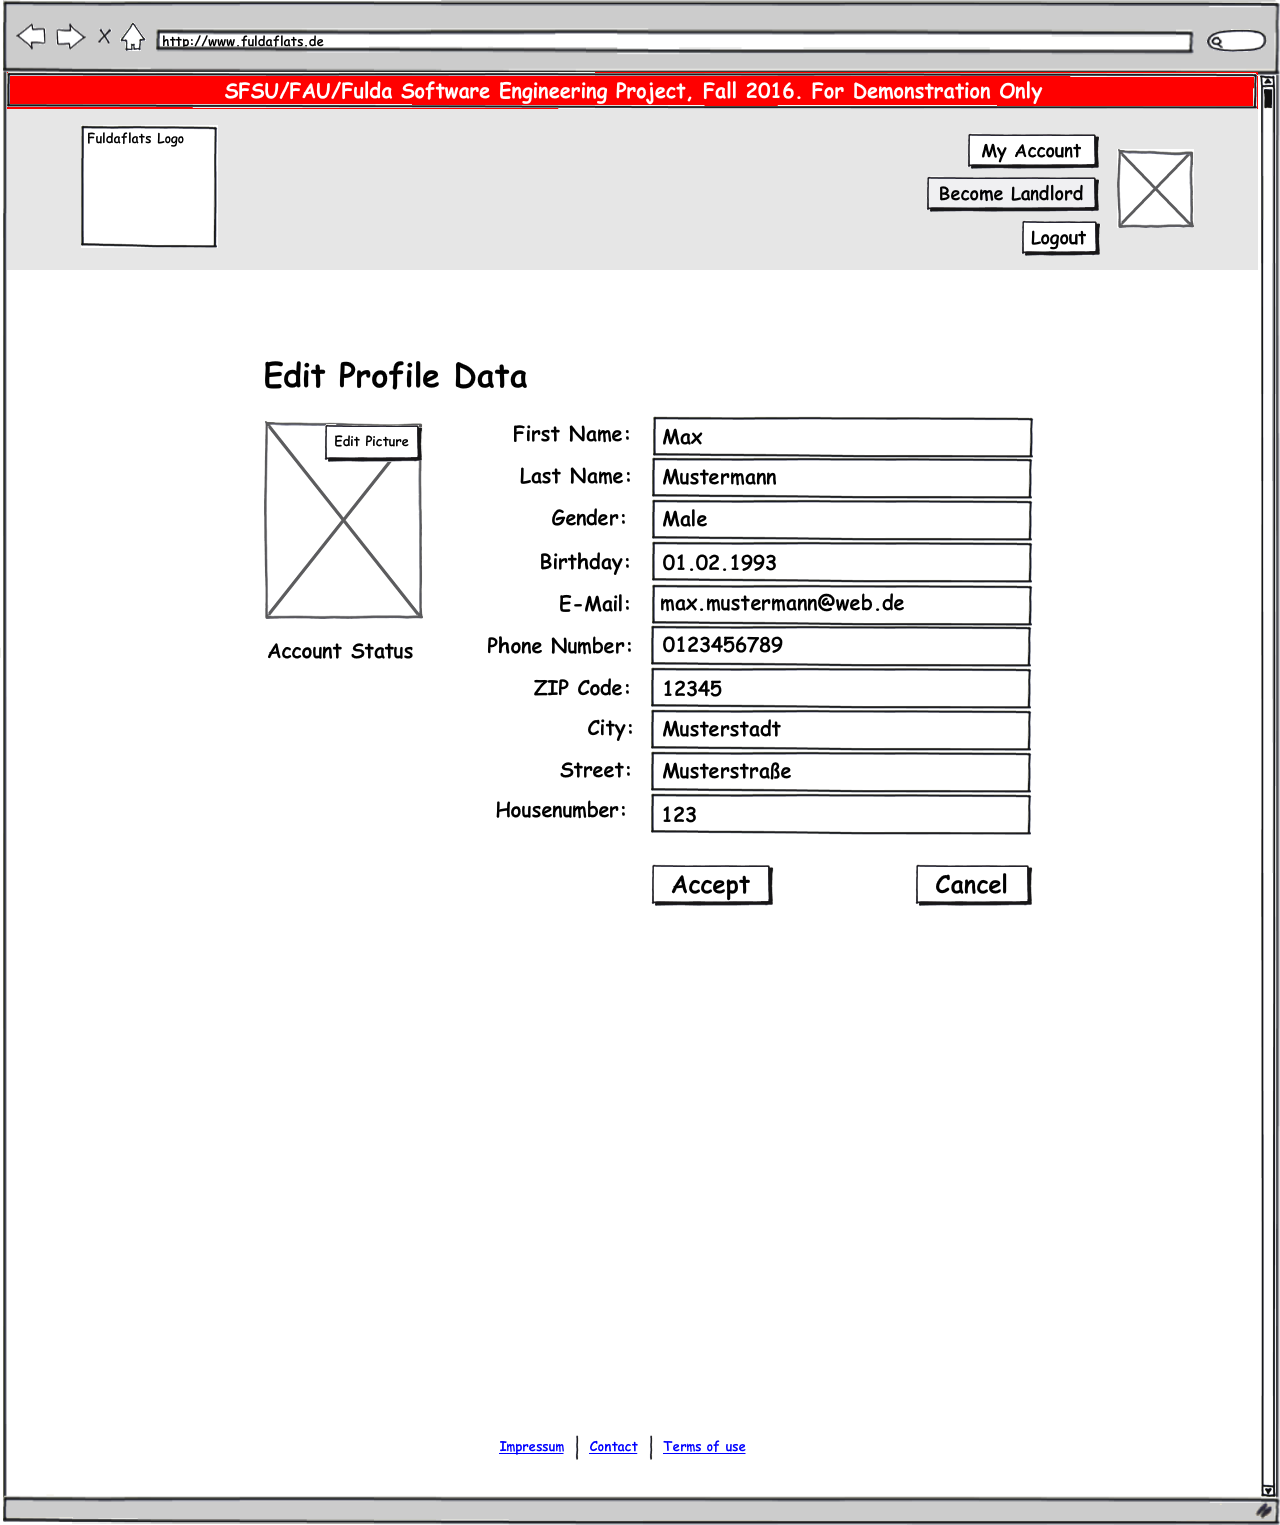 http://www.fuldaflats.de
SFSU/FAU/Fulda Software Engineering Project, Fall 2016. For Demonstration Only
Fuldaflats Logo
My Account
Become Landlord
Logout
Edit Profile Data
Edit Picture
Account Status
First Name: Max
Last Name: Mustermann
Gender: Male
Birthday: 01.02.1993
E-Mail: max.mustermann@web.de
Phone Number: 0123456789
ZIP Code: 12345
City: Musterstadt
Street: Musterstraße
Housenumber: 123
Accept Cancel
Impressum Contact Terms of use